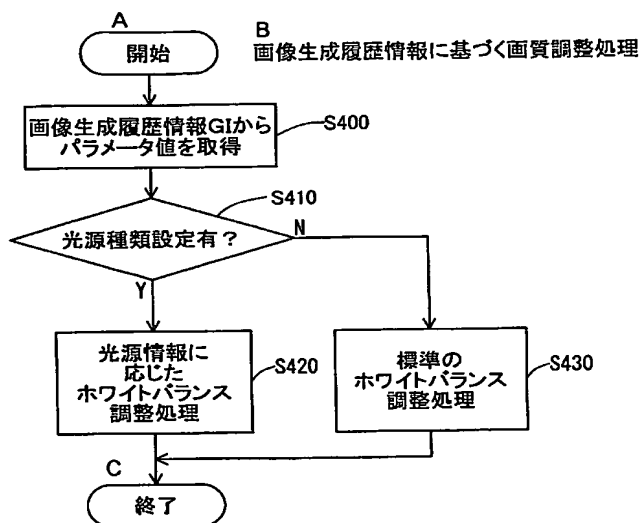 A
開始
B
画像生成履歴情報に基づく画質調整処理
画像生成履歴情報GIから
パラメータ値を取得
S400
S410
光源種類設定有？
N
Y
光源情報に
応じた
ホワイトバランス
調整処理
S420
標準の
ホワイトバランス
調整処理
S430
C
終了